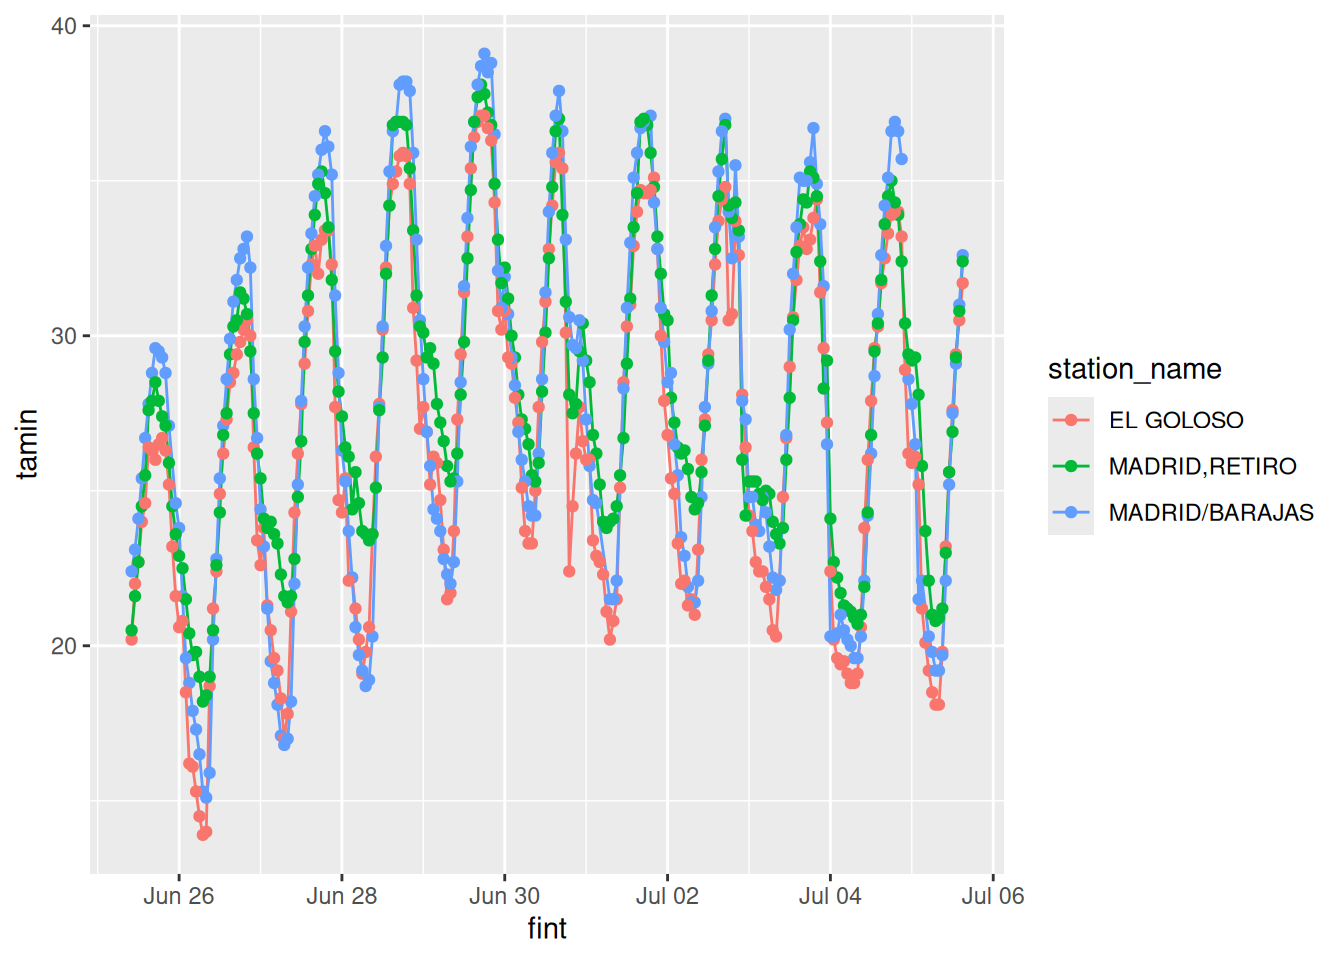 40
30
20
tamin
Jun 26
Jun 28
Jun 30
Jul 02
Jul 04
Jul 06
fint
station_name
EL GOLOSO
MADRID,RETIRO
MADRID/BARAJAS